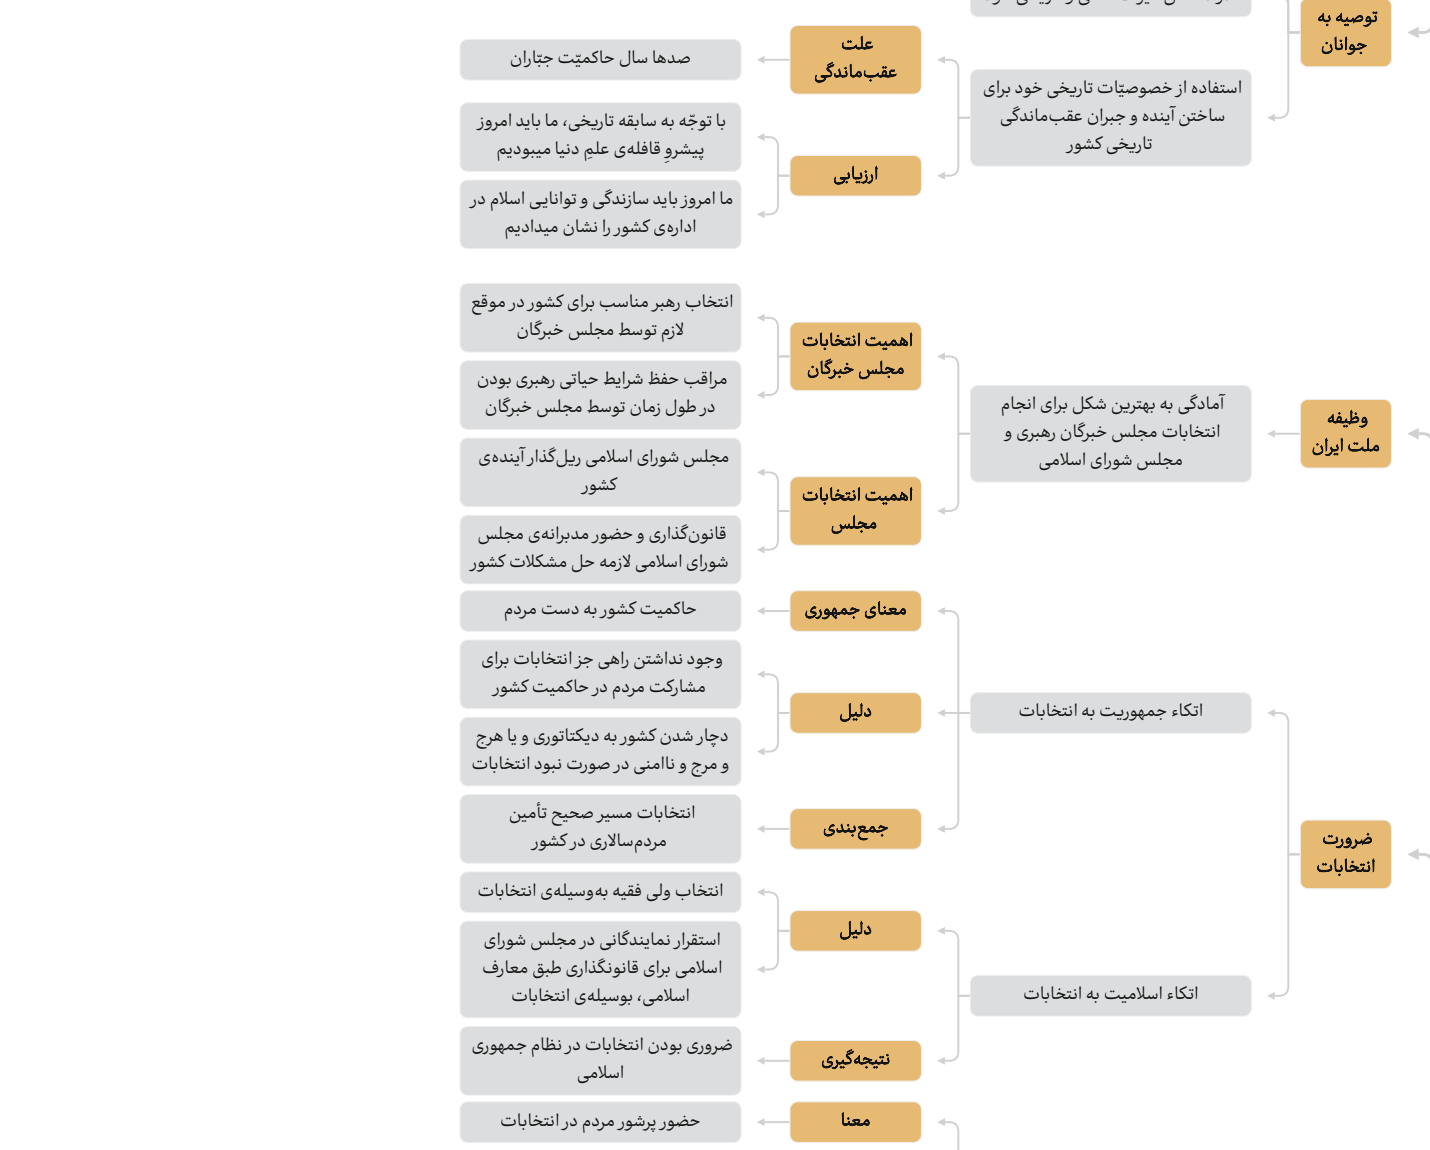 توصیه به
جوانان
استفاده از خصوصیّات تاریخی خود برای
ساختن آینده و جبران عقب‌ماندگی
تاریخی کشور
علت
عقب‌ماندگی
صدها سال حاکمیّت جبّاران
ارزیابی
با توجّه به سابقه تاریخی، ما باید امروز
پیشروِ قافله‌ی علمِ دنیا میبودیم
ما امروز باید سازندگی و توانایی اسلام در
اداره‌ی کشور را نشان میدادیم
وظیفه
ملت ایران
آمادگی به بهترین شکل برای انجام
انتخابات مجلس خبرگان رهبری و
مجلس شورای اسلامی
اهمیت انتخابات
مجلس خبرگان
انتخاب رهبر مناسب برای کشور در موقع
لازم توسط مجلس خبرگان
مراقب حفظ شرایط حیاتی رهبری بودن
در طول زمان توسط مجلس خبرگان
اهمیت انتخابات
مجلس
مجلس شورای اسلامی ریل‌گذار آینده‌ی
کشور
قانون‌گذاری و حضور مدبرانه‌ی مجلس
شورای اسلامی لازمه حل مشکلات کشور
ضرورت
انتخابات
اتکاء جمهوریت به انتخابات
معنای جمهوری
حاکمیت کشور به دست مردم
دلیل
وجود نداشتن راهی جز انتخابات برای
مشارکت مردم در حاکمیت کشور
دچار شدن کشور به دیکتاتوری و یا هرج
و مرج و ناامنی در صورت نبود انتخابات
جمع‌بندی
انتخابات مسیر صحیح تأمین
مردم‌سالاری در کشور
اتکاء اسلامیت به انتخابات
دلیل
انتخاب ولی فقیه به‌وسیله‌ی انتخابات
استقرار نمایندگانی در مجلس شورای
اسلامی برای قانونگذاری طبق معارف
اسلامی، بوسیله‌ی انتخابات
نتیجه‌گیری
ضروری بودن انتخابات در نظام جمهوری
اسلامی
معنا
حضور پرشور مردم در انتخابات